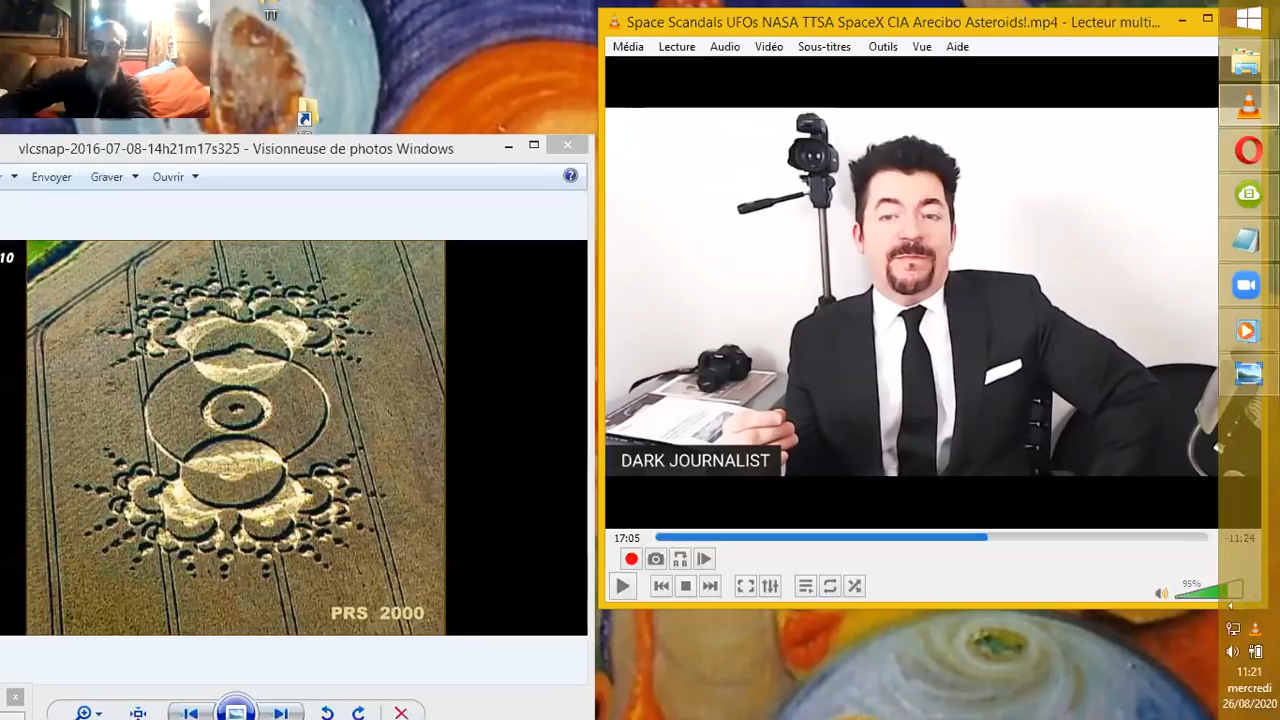 TT
Space Scandals UFOs NASA TTSA SpaceX CIA Arecibo Asteroids!.mp4 - Lecteur multi...
Média Lecture Audio Vidéo Sous-titres Outils Vue Aide
vlcsnap-2016-07-08-14h21m17s325 - Visionneuse de photos Windows
Envoyer Graver Ouvrir
10
PRS 2000
DARK JOURNALIST
17:05
-11:24
95%
11:21
mercredi
26/08/2020